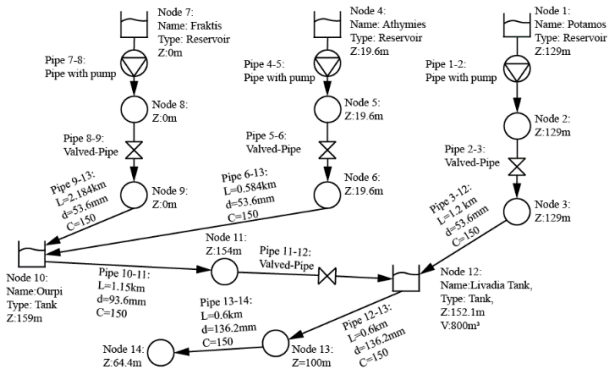 Node 7:
Name: Fraktis
Type: Reservoir
Z:0m
Node 4:
Name: Athymies
Type: Reservoir
Z:19.6m
Node 1:
Name: Potamos
Type: Reservoir
Z:129m
Pipe 7-8:
Pipe with pump
Pipe 4-5:
Pipe with pump
Pipe 1-2:
Pipe with pump
Node 8:
Z:0m
Node 5:
Z:19.6m
Node 2:
Z:129m
Pipe 8-9:
Valved-Pipe
Pipe 5-6:
Valved-Pipe
Pipe 2-3:
Valved-Pipe
Pipe 9-13:
L=2.184km
d=53.6mm
C=150
Node 9:
Z:0m
Pipe 6-13:
L=0.584km
d=53.6mm
C=150
Node 6:
Z:19.6m
Pipe 3-12:
L=1.2 km
d=53.6mm
C=150
Node 3:
Z:129m
Node 10:
Name:Ourpi
Type: Tank
Z:159m
Pipe 10-11:
L=1.15km
d=93.6mm
C=150
Node 11:
Z:154m
Pipe 11-12:
Valved-Pipe
Node 12:
Name:Livadia Tank,
Type: Tank,
Z:152.1m
V:800m³
Pipe 13-14:
L=0.6km
d=136.2mm
C=150
Pipe 12-13:
L=0.6km
d=136.2mm
C=150
Node 14:
Z:64.4m
Node 13:
Z=100m